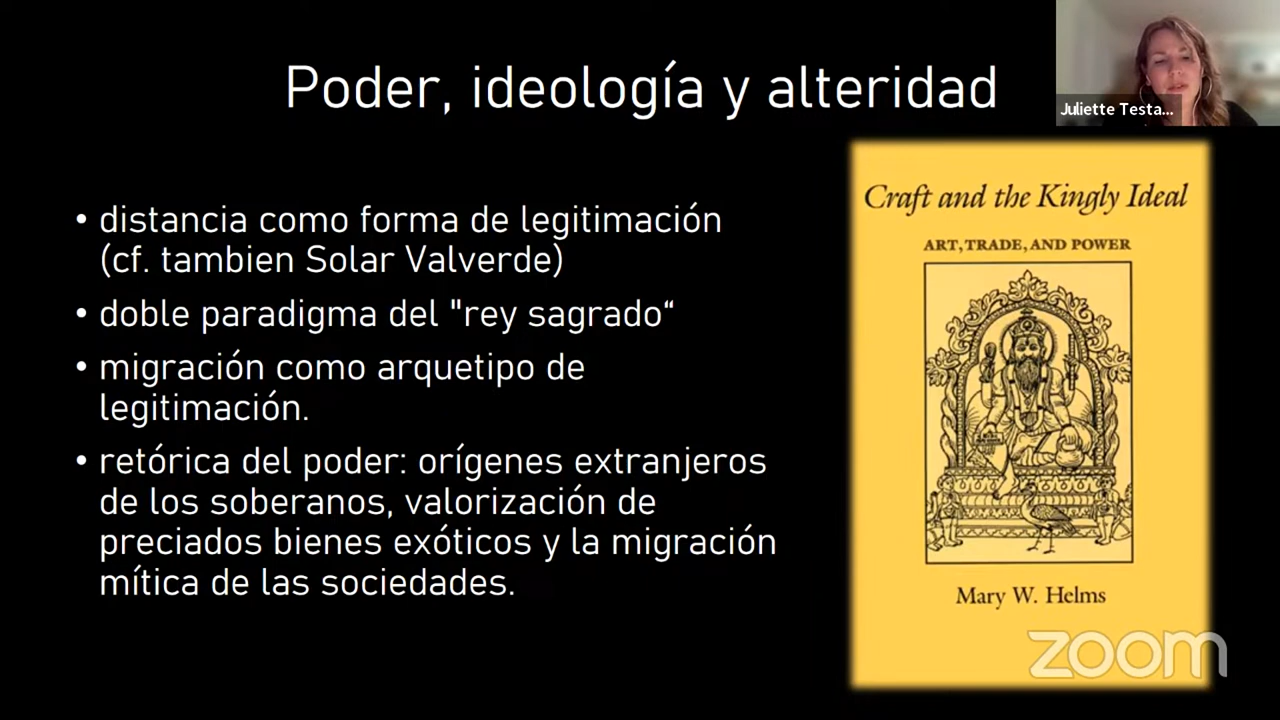 Poder, ideología y alteridad
Juliette Testa...
• distancia como forma de legitimación
(cf. tambien Solar Valverde)
• doble paradigma del "rey sagrado“
• migración como arquetipo de
legitimación.
• retórica del poder: orígenes extranjeros
de los soberanos, valorización de
preciados bienes exóticos y la migración
mítica de las sociedades.
Craft and the Kingly Ideal
ART, TRADE, AND POWER
Mary W. Helms
zoom